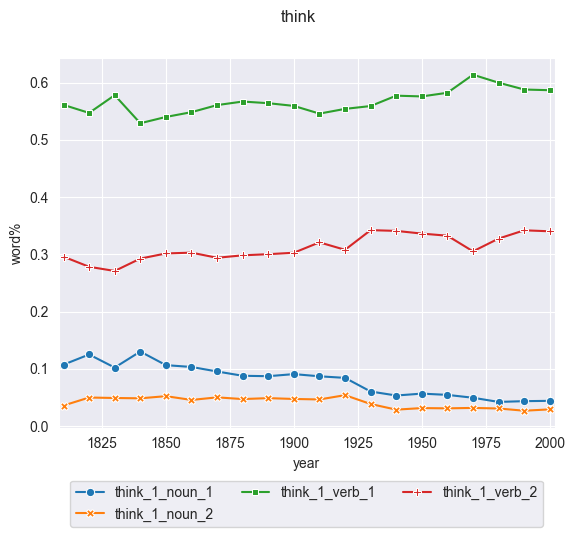 think
0.6
0.5
0.4
0.3
0.2
0.1
0.0
word%
1825 1850 1875 1900 1925 1950 1975 2000
year
think_1_noun_1 think_1_verb_1 think_1_verb_2
think_1_noun_2